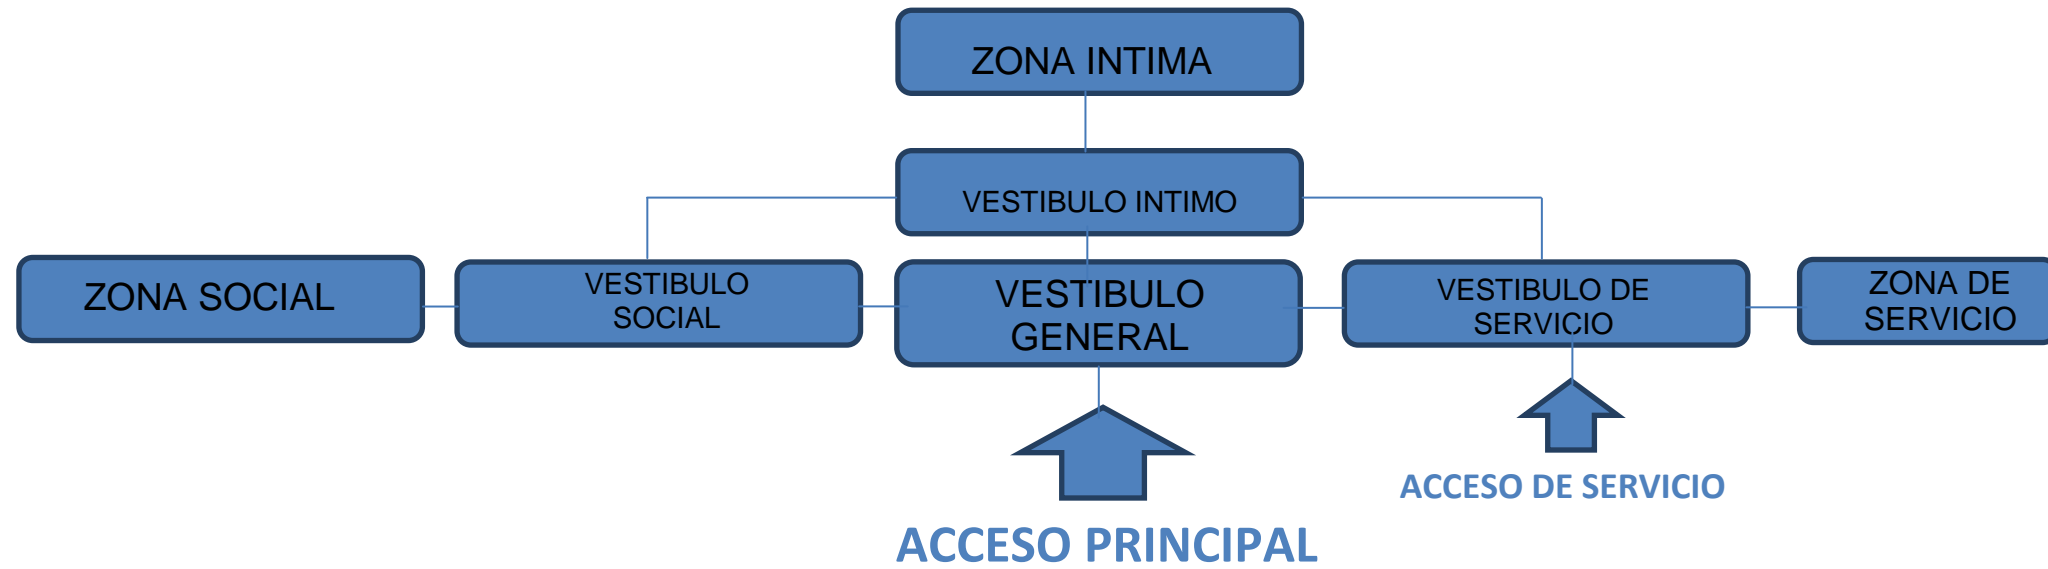 ZONA INTIMA
VESTIBULO INTIMO
ZONA SOCIAL
VESTIBULO
SOCIAL
VESTIBULO
GENERAL
VESTIBULO DE
SERVICIO
ZONA DE
SERVICIO
ACCESO DE SERVICIO
ACCESO PRINCIPAL